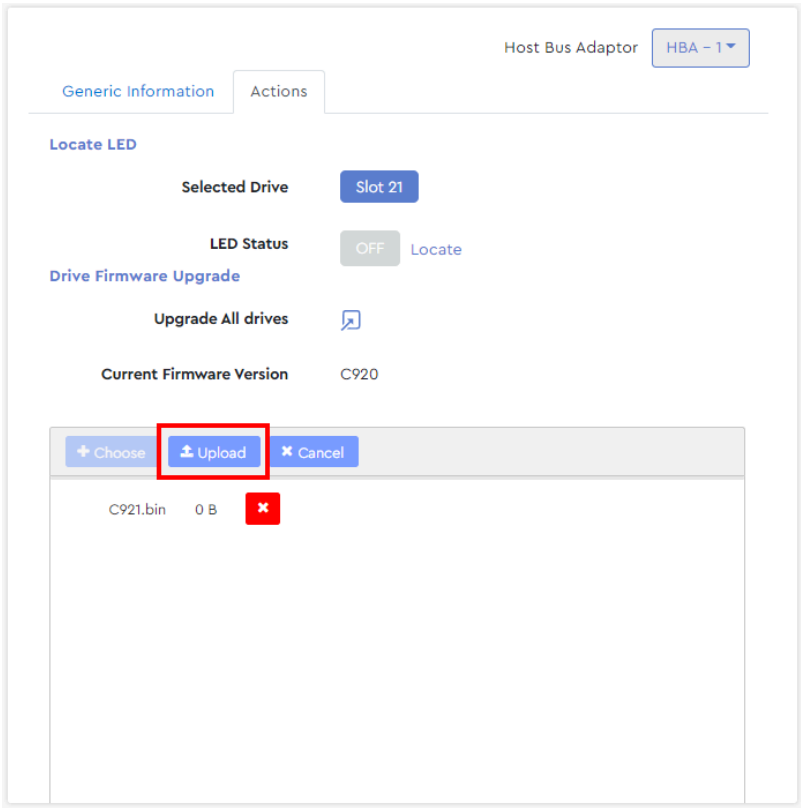 Host Bus Adaptor HBA – 1
Generic Information Actions
Locate LED
Selected Drive Slot 21
LED Status OFF Locate
Drive Firmware Upgrade
Upgrade All drives
Current Firmware Version C920
Choose Upload Cancel
C921.bin 0 B